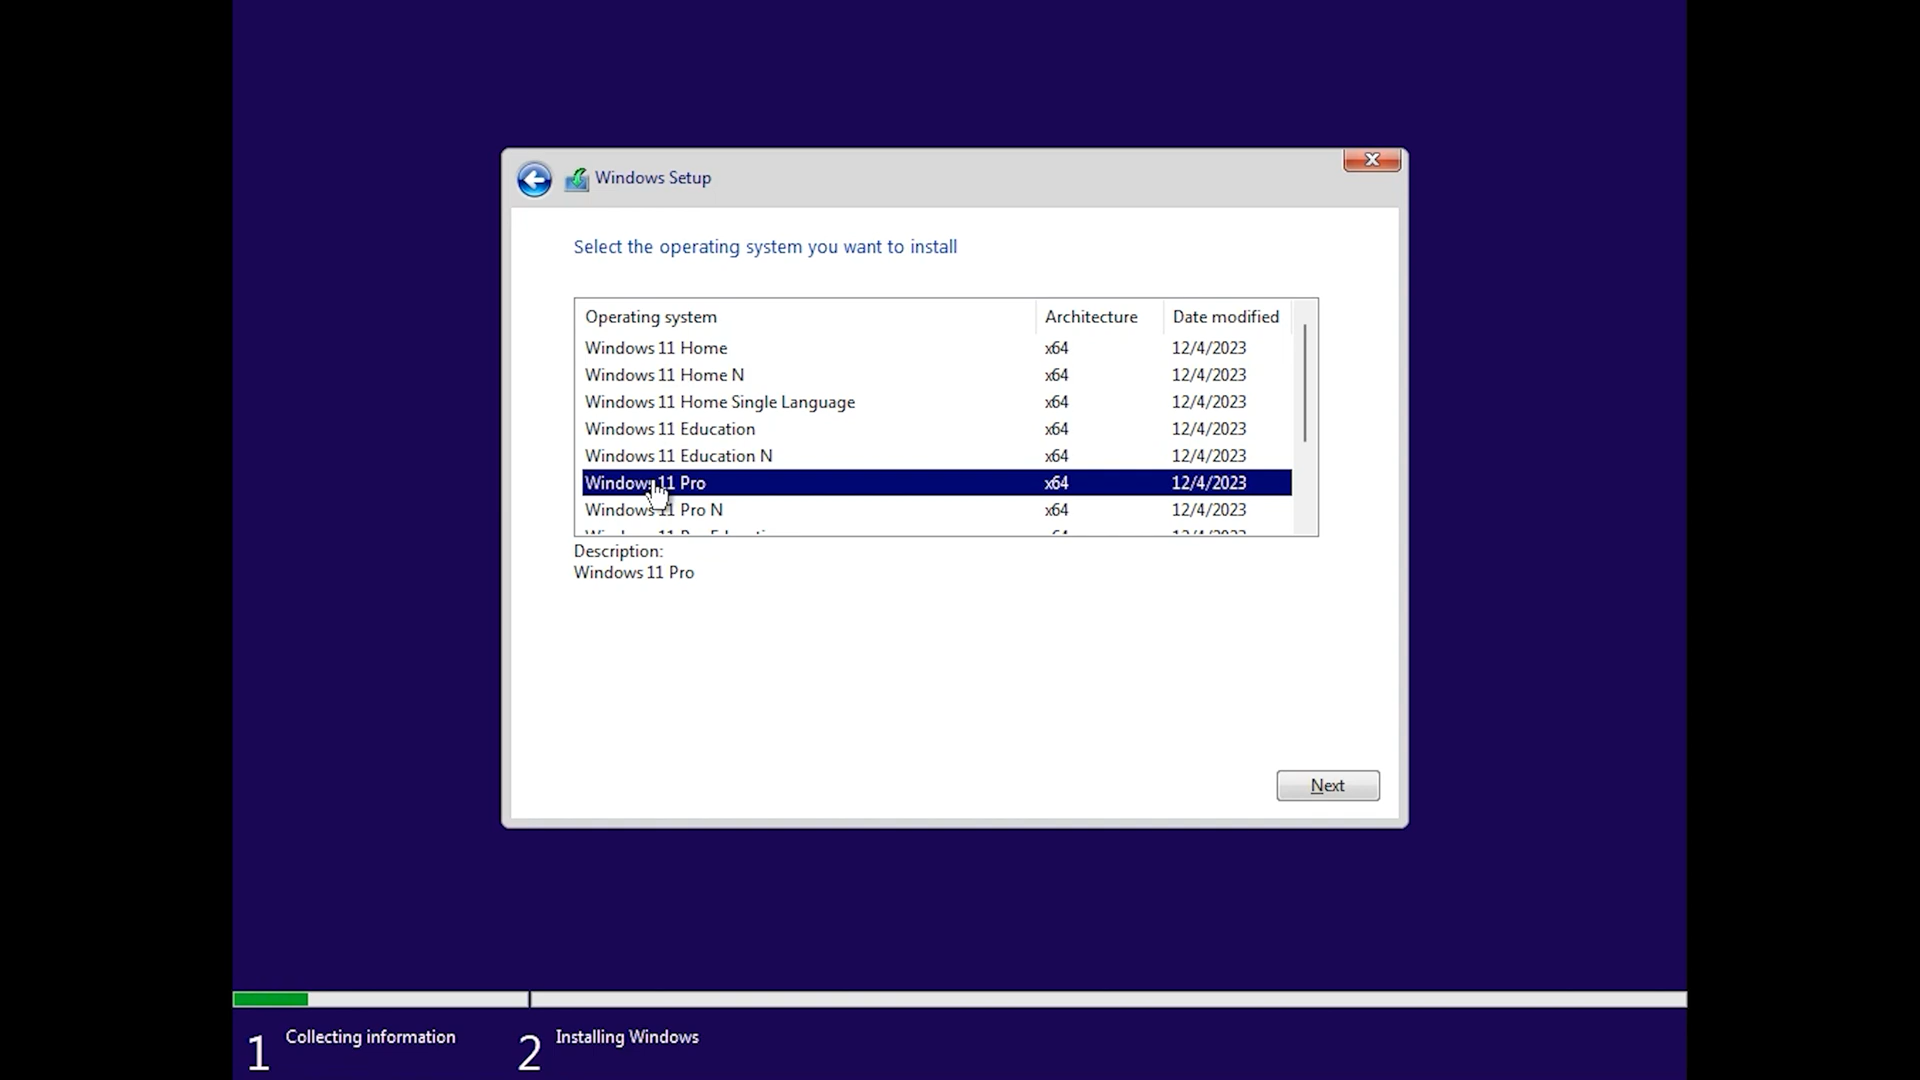 Windows Setup
Select the operating system you want to install
Operating system Architecture Date modified
Windows 11 Home x64 12/4/2023
Windows 11 Home N x64 12/4/2023
Windows 11 Home Single Language x64 12/4/2023
Windows 11 Education x64 12/4/2023
Windows 11 Education N x64 12/4/2023
Windows 11 Pro x64 12/4/2023
Windows 11 Pro N x64 12/4/2023
Description:
Windows 11 Pro
Next
1 Collecting information 2 Installing Windows